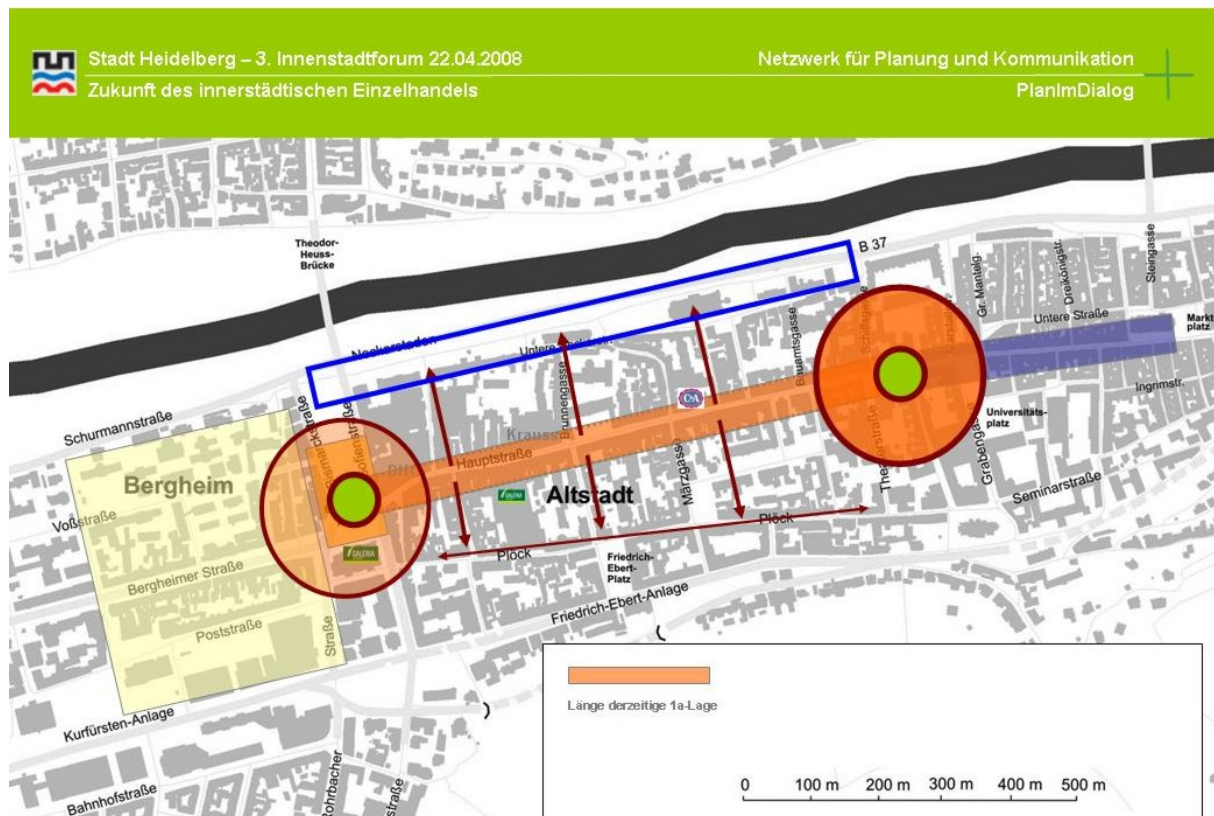 Stadt Heidelberg – 3. Innenstadtforum 22.04.2008
Netzwerk für Planung und Kommunikation
Zukunft des innerstädtischen Einzelhandels
PlanImDialog
Theodor-
Heuss-
Brücke
B 37
Gr. Mantelg.
Dreikönigstr.
Steingasse
Untere Straße
Markt
platz
Neckarstaden
Bauamtsgasse
Ingrimstr.
Schurmannstraße
Brunnengasse
C&A
Universitäts-
platz
Krauss
Hauptstraße
Grabengasse
Bergheim
Altstadt
GALERIA
Seminarstraße
Voßstraße
Plöck
Plöck
GALERIA
Friedrich-
Ebert-
Platz
Bergheimer Straße
Friedrich-Ebert-Anlage
Poststraße
Straße
Kurfürsten-Anlage
Länge derzeitige 1a-Lage
Bahnhofstraße
Rohrbacher
straße
0 100 m 200 m 300 m 400 m 500 m